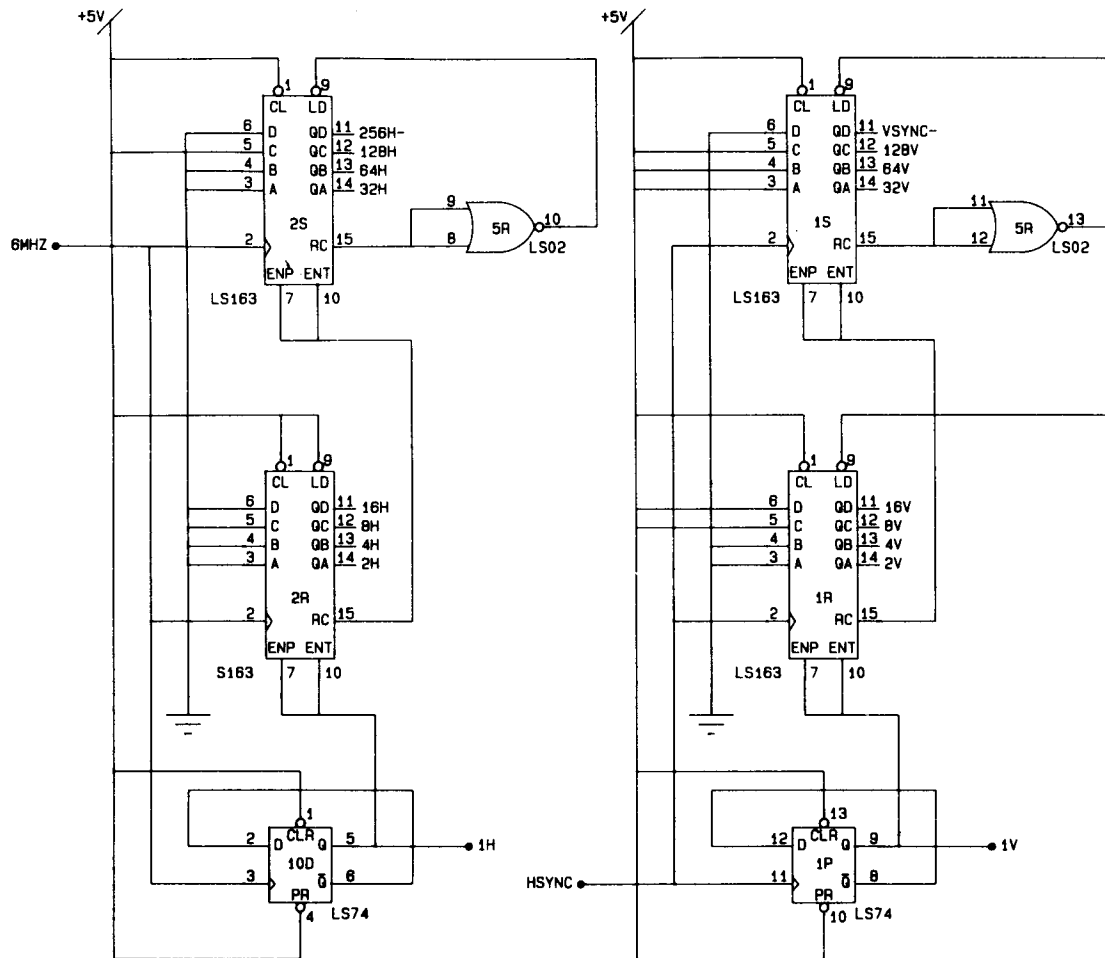 +5V
+5V
1
9
CL LD
6 D QD 11 256H-
5 C QC 12 128H
4 B QB 13 64H
3 A QA 14 32H
2S
6MHZ
2 RC 15
ENP ENT
LS163 7 10
9
8
5R
10
LS02
1
9
CL LD
6 D QD 11 VSYNC-
5 C QC 12 128V
4 B QB 13 64V
3 A QA 14 32V
1S
2 RC 15
ENP ENT
LS163 7 10
11
12
5R
13
LS02
1
9
CL LD
6 D QD 11 16H
5 C QC 12 8H
4 B QB 13 4H
3 A QA 14 2H
2R
2 RC 15
ENP ENT
S163 7 10
1
9
CL LD
6 D QD 11 16V
5 C QC 12 8V
4 B QB 13 4V
3 A QA 14 2V
1R
2 RC 15
ENP ENT
LS163 7 10
1
CLR
2 D Q 5
1H
10D
3 Q̅ 6
PR
4
LS74
13
CLR
12 D Q 9
1V
1P
HSYNC
11 Q̅ 8
PR
10
LS74